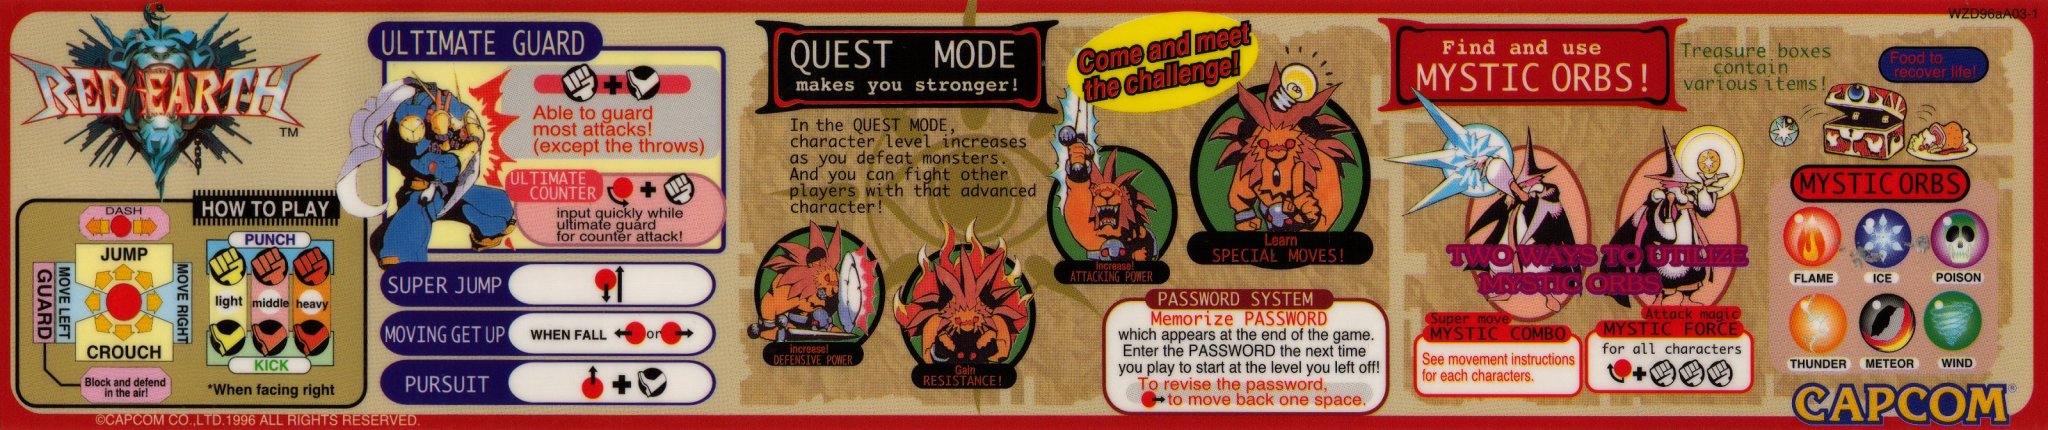 RED EARTH
TM
HOW TO PLAY
DASH
JUMP
GUARD
MOVE LEFT
MOVE RIGHT
CROUCH
Block and defend
in the air!
PUNCH
light middle heavy
KICK
*When facing right
©CAPCOM CO.,LTD.1996 ALL RIGHTS RESERVED.
ULTIMATE GUARD
+
Able to guard
most attacks!
(except the throws)
ULTIMATE
COUNTER
+
input quickly while
ultimate guard
for counter attack!
SUPER JUMP
MOVING GET UP WHEN FALL or
PURSUIT +
QUEST MODE
makes you stronger!
In the QUEST MODE,
character level increases
as you defeat monsters.
And you can fight other
players with that advanced
character!
increase!
DEFENSIVE POWER
Gain
RESISTANCE!
Come and meet
the challenge!
increase!
ATTACKING POWER
Learn
SPECIAL MOVES!
PASSWORD SYSTEM
Memorize PASSWORD
which appears at the end of the game.
Enter the PASSWORD the next time
you play to start at the level you left off!
To revise the password,
to move back one space.
Find and use
MYSTIC ORBS!
TWO WAYS TO UTILIZE
MYSTIC ORBS
Super move
MYSTIC COMBO
See movement instructions
for each characters.
Attack magic
MYSTIC FORCE
for all characters
+
WZD96aA03-1
Treasure boxes
contain
various items!
Food to
recover life!
MYSTIC ORBS
FLAME ICE POISON
THUNDER METEOR WIND
CAPCOM®